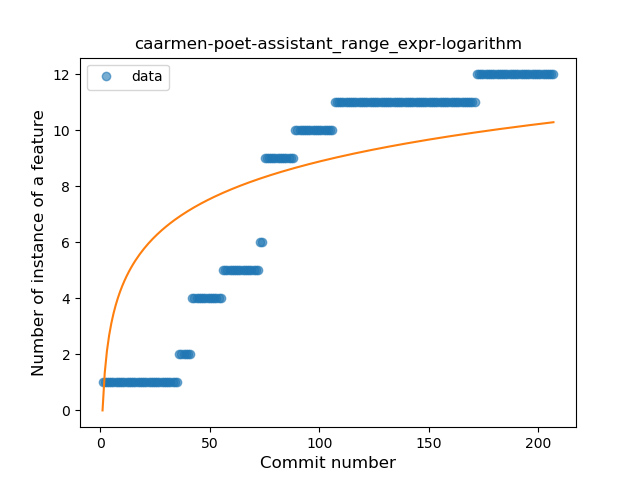 caarmen-poet-assistant_range_expr-logarithm
data
Number of instance of a feature
12
10
8
6
4
2
0
0 50 100 150 200
Commit number